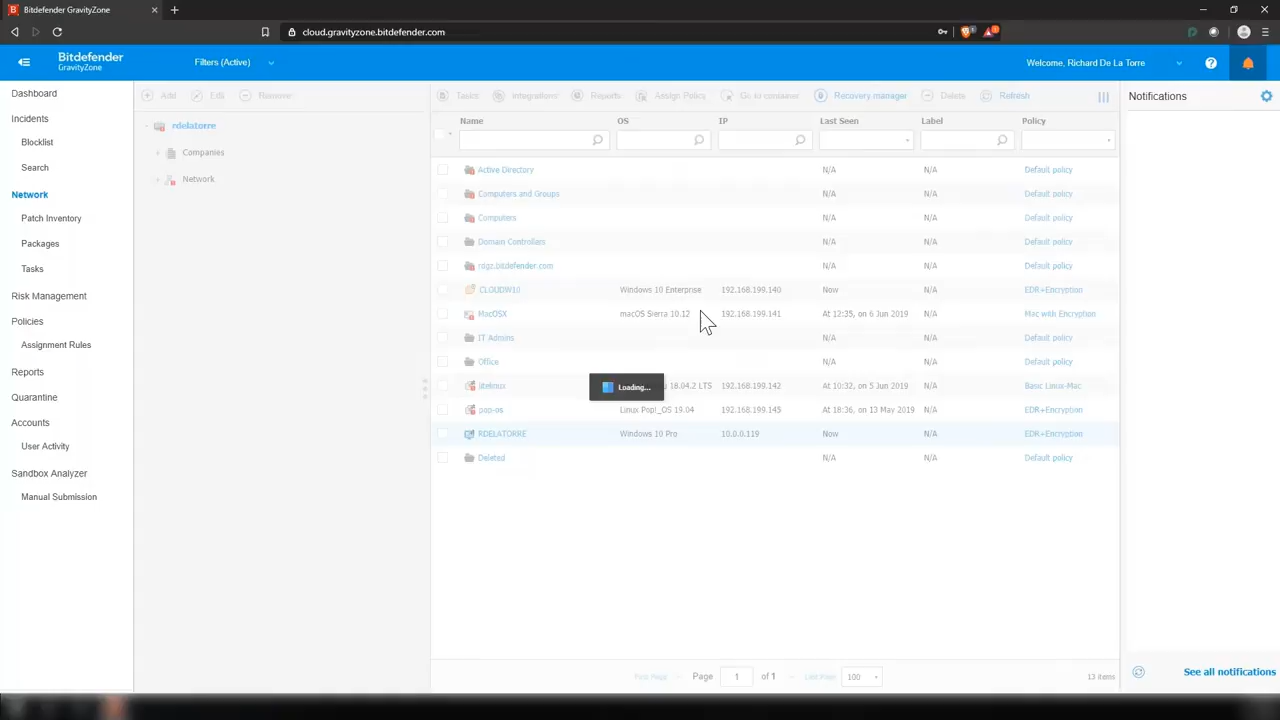 Bitdefender GravityZone
cloud.gravityzone.bitdefender.com
Bitdefender
GravityZone
Filters (Active)
Welcome, Richard De La Torre
Dashboard
Incidents
Blocklist
Search
Network
Patch Inventory
Packages
Tasks
Risk Management
Policies
Assignment Rules
Reports
Quarantine
Accounts
User Activity
Sandbox Analyzer
Manual Submission
Add Edit Remove
rdelatorre
Companies
Network
Tasks Integrations Reports Assign Policy Go to container Recovery manager Delete Refresh
Name OS IP Last Seen Label Policy
Active Directory N/A N/A Default policy
Computers and Groups N/A N/A Default policy
Computers N/A N/A Default policy
Domain Controllers N/A N/A Default policy
rdgz.bitdefender.com N/A N/A Default policy
CLOUDW10 Windows 10 Enterprise 192.168.199.140 Now N/A EDR+Encryption
MacOSX macOS Sierra 10.12 192.168.199.141 At 12:35, on 6 Jun 2019 N/A Mac with Encryption
IT Admins N/A N/A Default policy
Office N/A N/A Default policy
Loading...
litelinux 18.04.2 LTS 192.168.199.142 At 10:32, on 5 Jun 2019 N/A Basic Linux-Mac
pop-os Linux Pop!_OS 19.04 192.168.199.145 At 18:36, on 13 May 2019 N/A EDR+Encryption
RDELATORRE Windows 10 Pro 10.0.0.119 Now N/A EDR+Encryption
Deleted N/A N/A Default policy
First Page Page 1 of 1 Last Page 100 13 items
Notifications
See all notifications